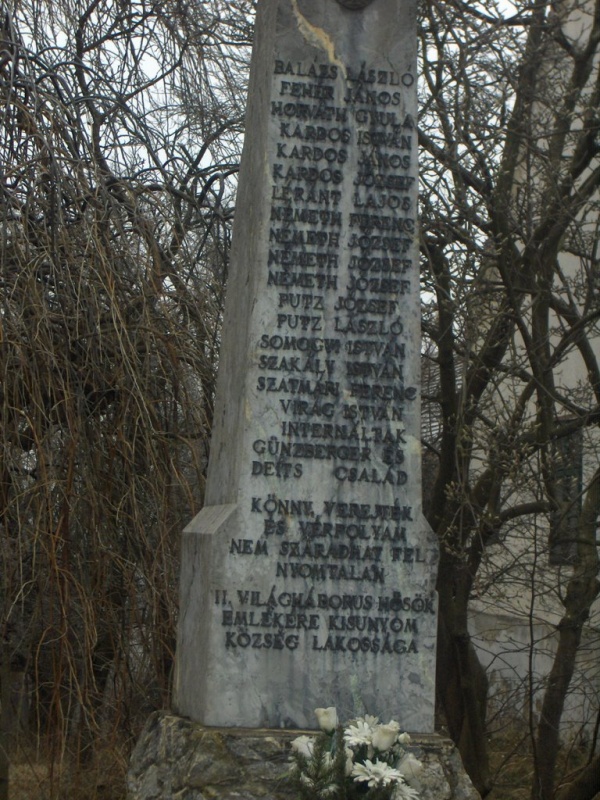 BALÁZS LÁSZLÓ
FEHÉR JÁNOS
HORVÁTH GYULA
KARDOS ISTVÁN
KARDOS JÁNOS
KARDOS JÓZSEF
LÉRÁNT LAJOS
NÉMETH FERENC
NÉMETH JÓZSEF
NÉMETH JÓZSEF
NÉMETH JÓZSEF
PUTZ JÓZSEF
PUTZ LÁSZLÓ
SOMOGYI ISTVÁN
SZAKÁLY ISTVÁN
SZATMÁRI FERENC
VIRÁG ISTVÁN
INTERNÁLTAK
GÜNZBERGER ÉS
DEITS CSALÁD
KÖNNY, VEREJTÉK
ÉS VÉRFOLYAM
NEM SZÁRADHAT FEL
NYOMTALAN
II. VILÁGHÁBORÚS HŐSÖK
EMLÉKÉRE KISUNYOM
KÖZSÉG LAKOSSÁGA